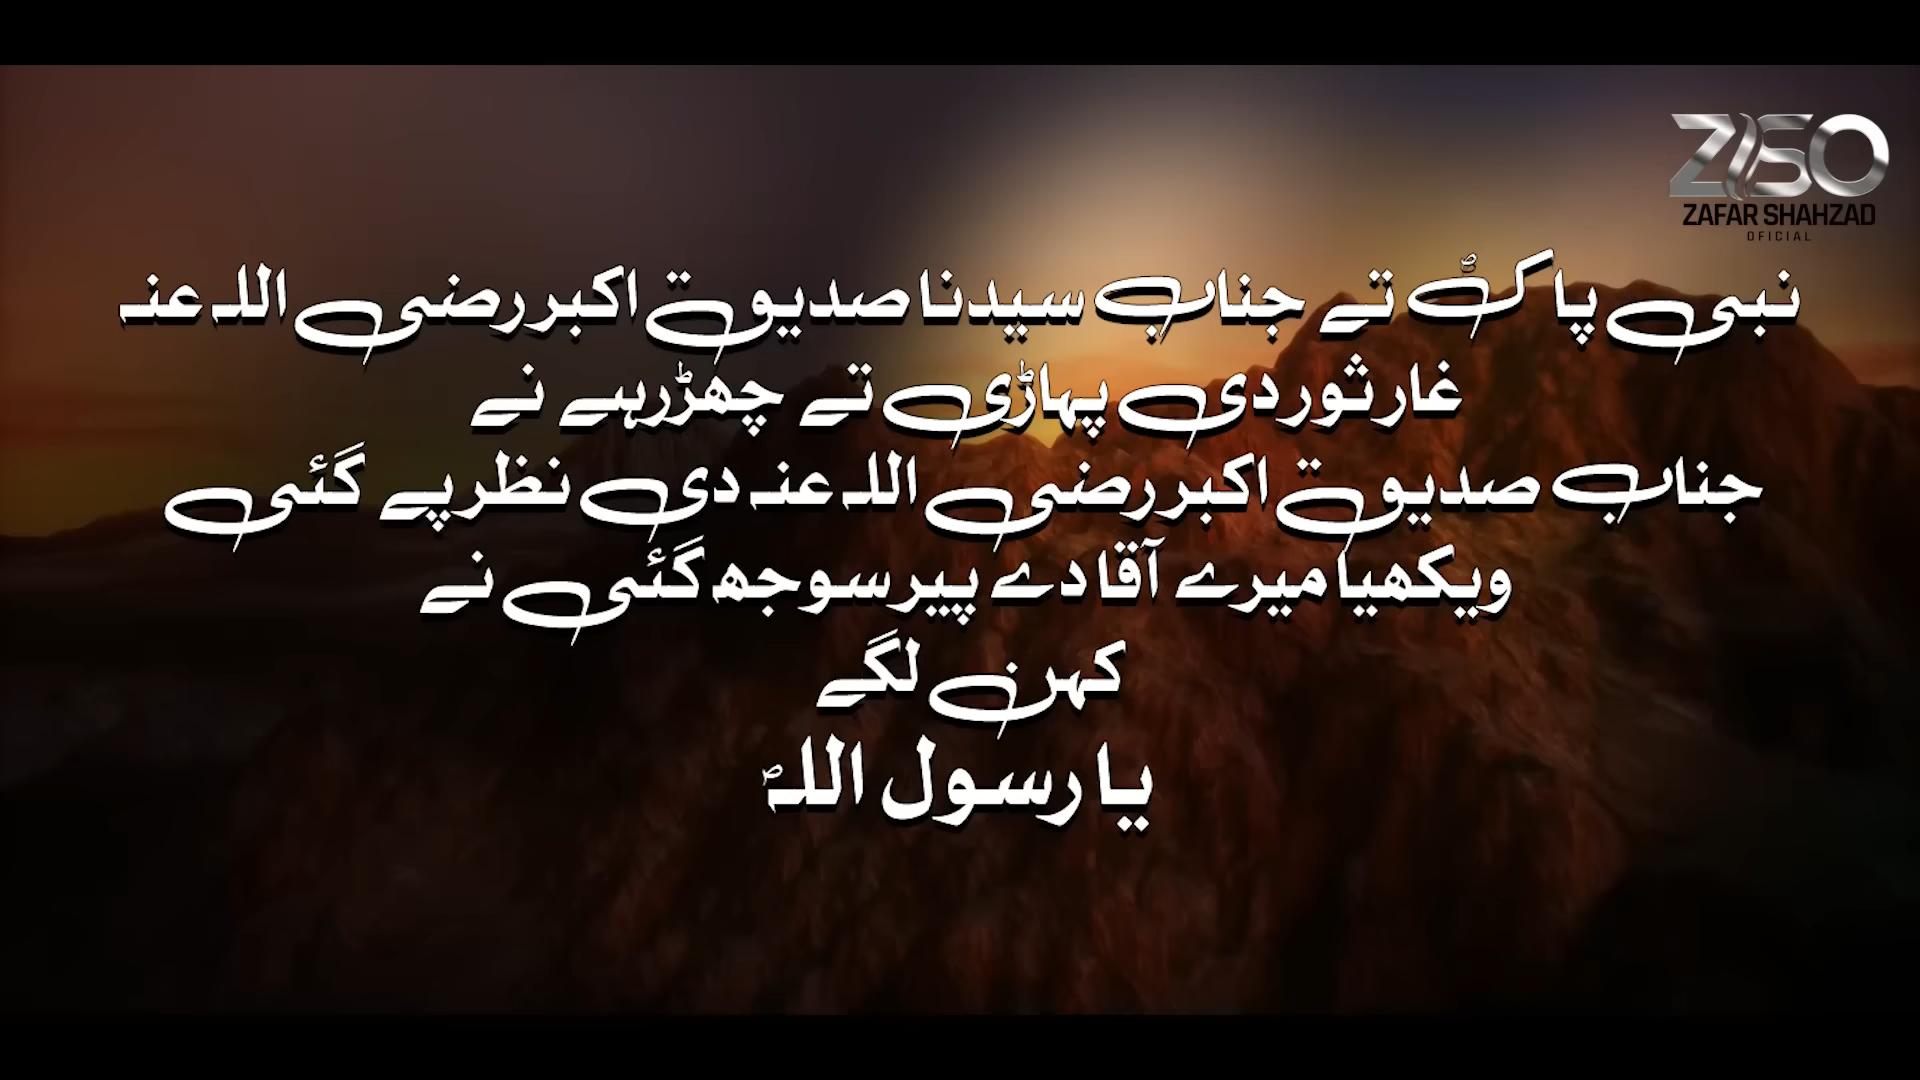 ZSO
ZAFAR SHAHZAD
OFICIAL
نبی پاکؐ تے جناب سیدنا صدیق اکبر رضی اللہ عنہ
غار ثور دی پہاڑی تے چھڑ رہے نے
جناب صدیق اکبر رضی اللہ عنہ دی نظر پے گئی
ویکھیا میرے آقا دے پیر سوجھ گئی نے
کہن لگے
یا رسول اللہؐ